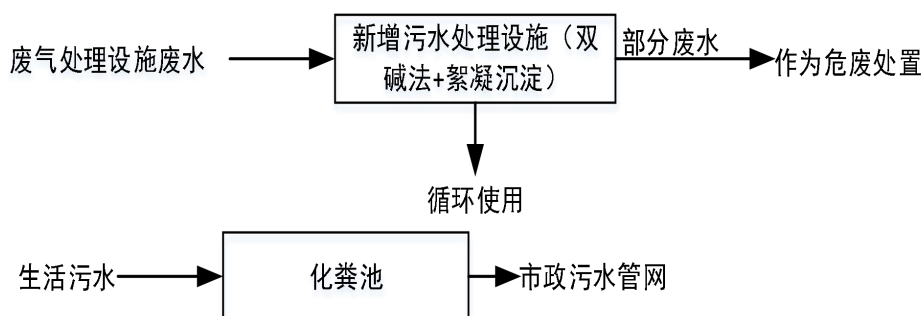 废气处理设施废水
新增污水处理设施（双
碱法+絮凝沉淀）
部分废水
作为危废处置
循环使用
生活污水
化粪池
市政污水管网